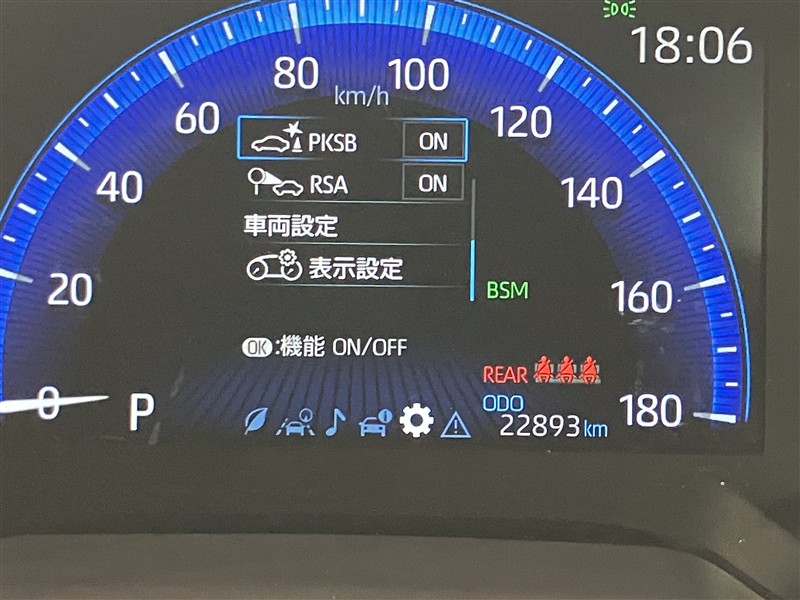 18:06
80
100
km/h
60
120
PKSB ON
40
RSA ON
140
車両設定
表示設定
20
BSM
160
OK:機能 ON/OFF
REAR
0
P
ODO
180
22893km